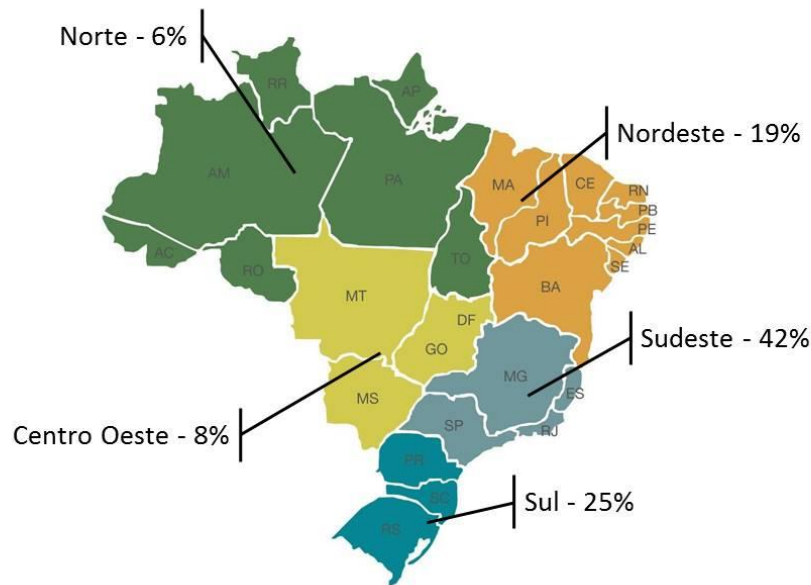 Norte - 6%
RR
AP
Nordeste - 19%
AM
PA
MA
CE
RN
PB
PI
PE
AL
AC
RO
TO
SE
MT
BA
DF
GO
Sudeste - 42%
MG
MS
ES
SP
RJ
Centro Oeste - 8%
PR
SC
Sul - 25%
RS